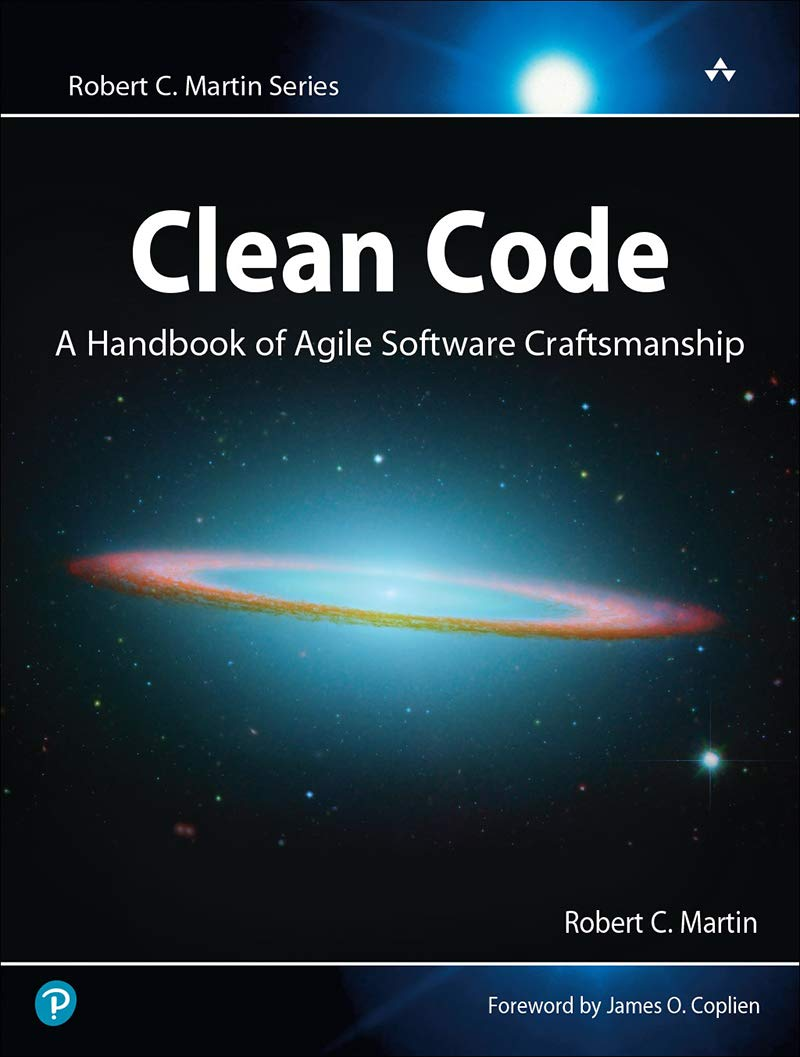 Robert C. Martin Series
Clean Code
A Handbook of Agile Software Craftsmanship
Robert C. Martin
Foreword by James O. Coplien